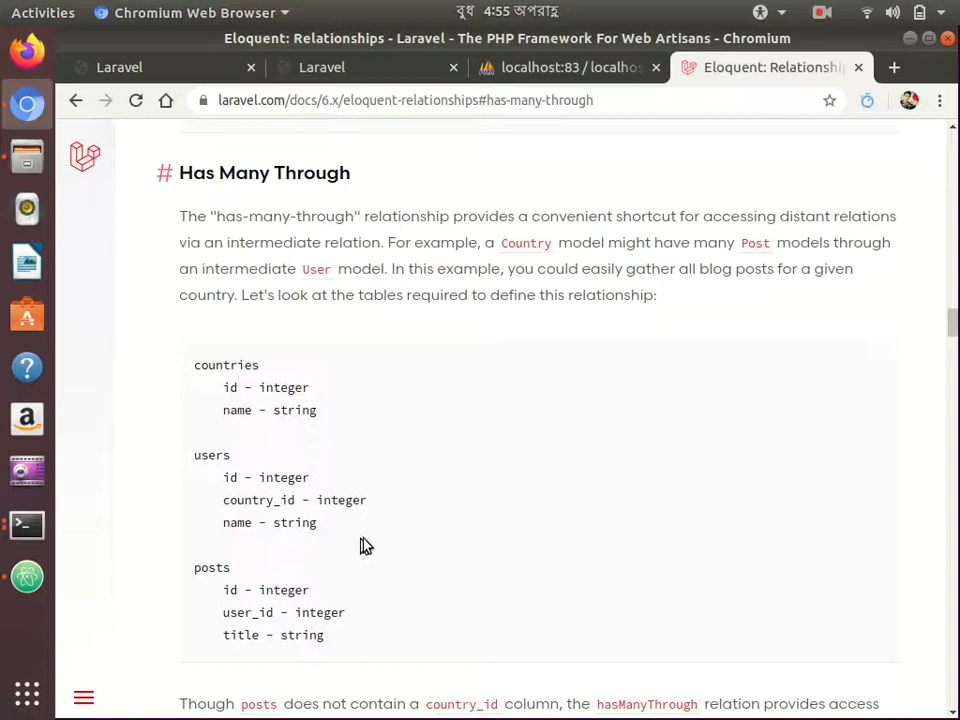 Activities Chromium Web Browser বুধ 4:55 অপরাহ্ণ
Eloquent: Relationships - Laravel - The PHP Framework For Web Artisans - Chromium
Laravel Laravel localhost:83 / localhos Eloquent: Relationshi
laravel.com/docs/6.x/eloquent-relationships#has-many-through
# Has Many Through
The "has-many-through" relationship provides a convenient shortcut for accessing distant relations
via an intermediate relation. For example, a Country model might have many Post models through
an intermediate User model. In this example, you could easily gather all blog posts for a given
country. Let's look at the tables required to define this relationship:
countries
id - integer
name - string
users
id - integer
country_id - integer
name - string
posts
id - integer
user_id - integer
title - string
Though posts does not contain a country_id column, the hasManyThrough relation provides access